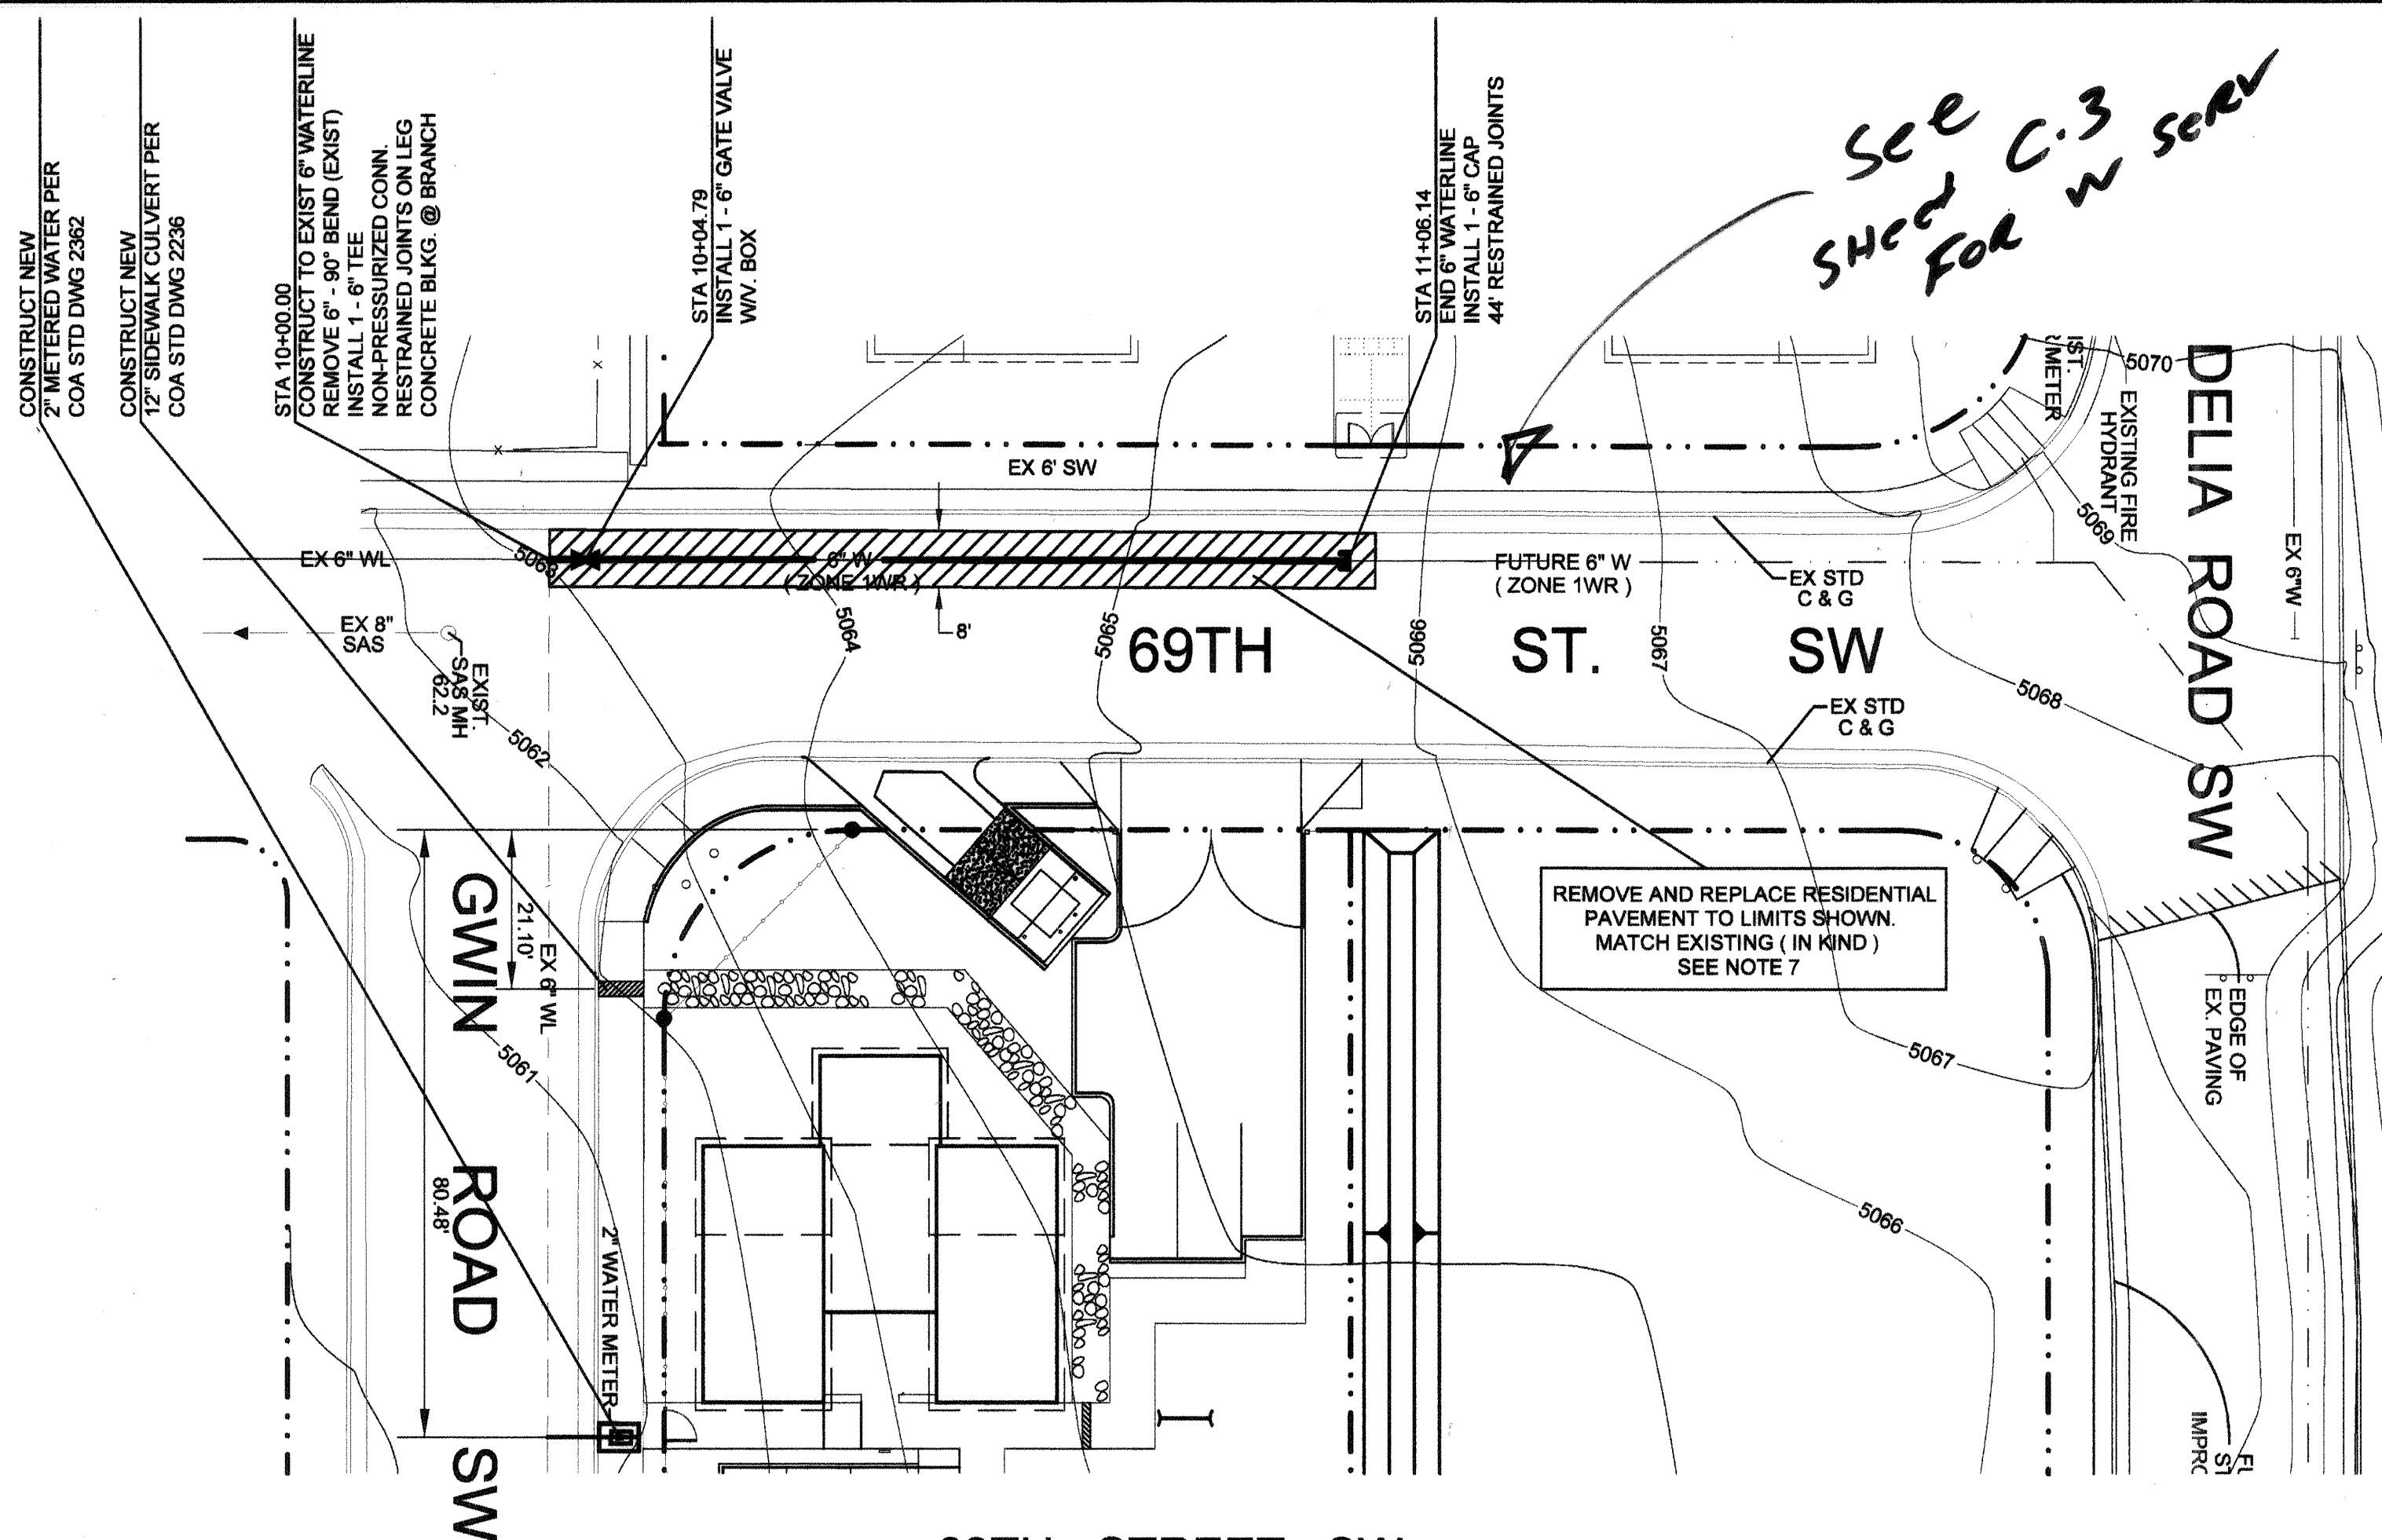 CONSTRUCT NEW
2" METERED WATER PER
COA STD DWG 2362
CONSTRUCT NEW
12" SIDEWALK CULVERT PER
COA STD DWG 2236
STA 10+00.00
CONSTRUCT TO EXIST 6" WATERLINE
REMOVE 6" - 90° BEND (EXIST)
INSTALL 1 - 6" TEE
NON-PRESSURIZED CONN.
RESTRAINED JOINTS ON LEG
CONCRETE BLKG. @ BRANCH
STA 10+04.79
INSTALL 1 - 6" GATE VALVE
W/V. BOX
STA 11+06.14
END 6" WATERLINE
INSTALL 1 - 6" CAP
44' RESTRAINED JOINTS
See
SHeet C.3
FOR W SERV
IST.
METER
5070
EXISTING FIRE
HYDRANT
5069
DELIA ROAD SW
EX 6"W
EX 6' SW
EX 6" WL
5063
6" W
( ZONE 1WR )
FUTURE 6" W
( ZONE 1WR )
EX STD
C & G
8'
EX 8"
SAS
EXIST.
SAS MH
62.2
5062
5064
5065
69TH ST. SW
5066
5067
5068
EX STD
C & G
REMOVE AND REPLACE RESIDENTIAL
PAVEMENT TO LIMITS SHOWN.
MATCH EXISTING ( IN KIND )
SEE NOTE 7
GWIN ROAD SW
21.10'
EX 6" WL
80.48'
5061
2" WATER METER
5067
5066
EDGE OF
EX. PAVING
ST
IMPRO